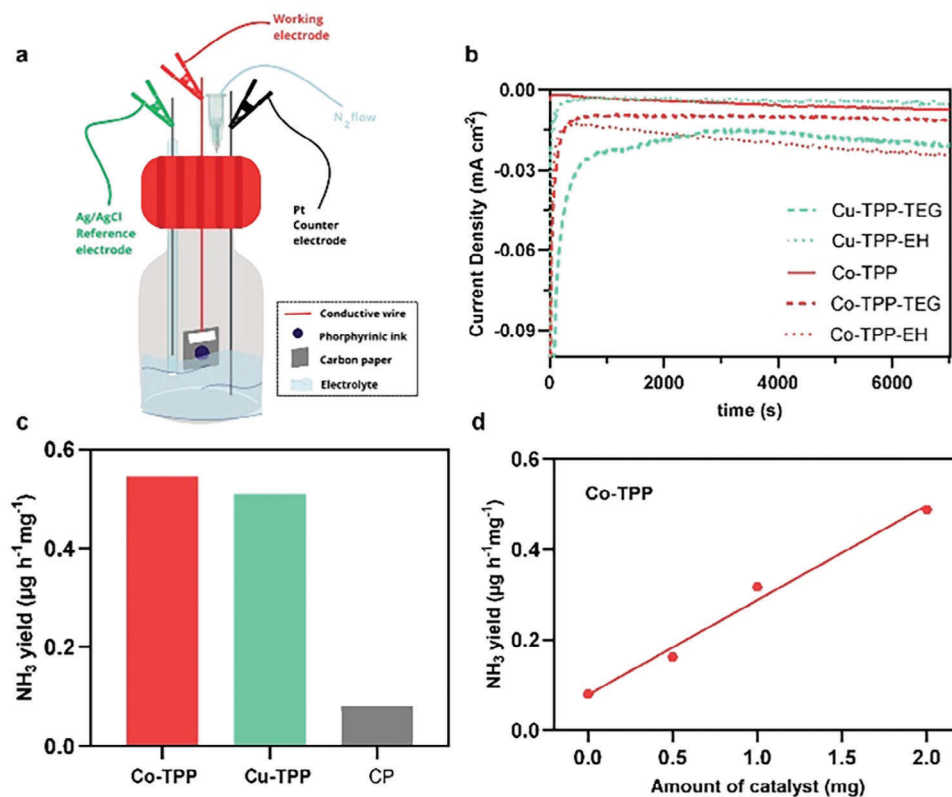 a
Working
electrode
N2 flow
Ag/AgCl
Reference
electrode
Pt
Counter
electrode
Conductive wire
Phorphyrinic ink
Carbon paper
Electrolyte
b
Current Density (mA cm-2)
0.00
-0.03
-0.06
-0.09
Cu-TPP-TEG
Cu-TPP-EH
Co-TPP
Co-TPP-TEG
Co-TPP-EH
0 2000 4000 6000
time (s)
c
NH3 yield (µg h-1mg-1)
0.6
0.4
0.2
0.0
Co-TPP Cu-TPP CP
d
NH3 yield (µg h-1mg-1)
0.6
0.4
0.2
0.0
Co-TPP
0.0 0.5 1.0 1.5 2.0
Amount of catalyst (mg)